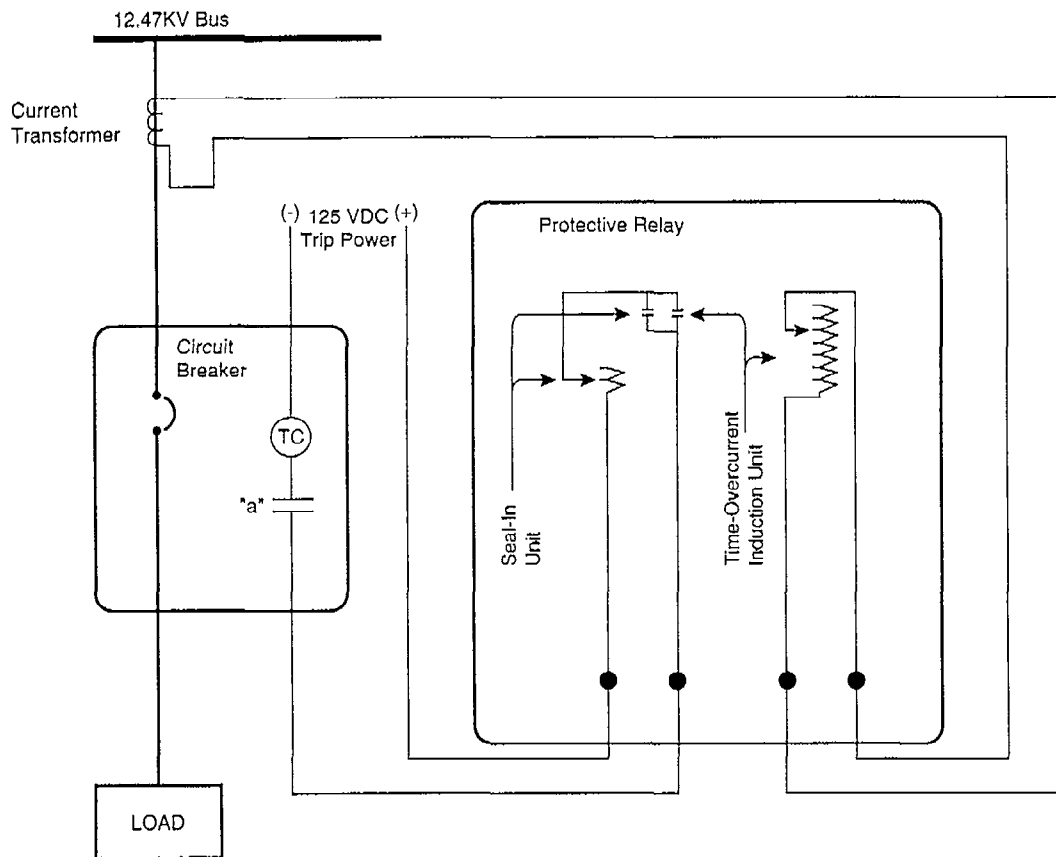 12.47KV Bus
Current
Transformer
(-) 125 VDC (+)
Trip Power
Protective Relay
Circuit
Breaker
TC
"a"
Seal-In
Unit
Time-Overcurrent
Induction Unit
LOAD